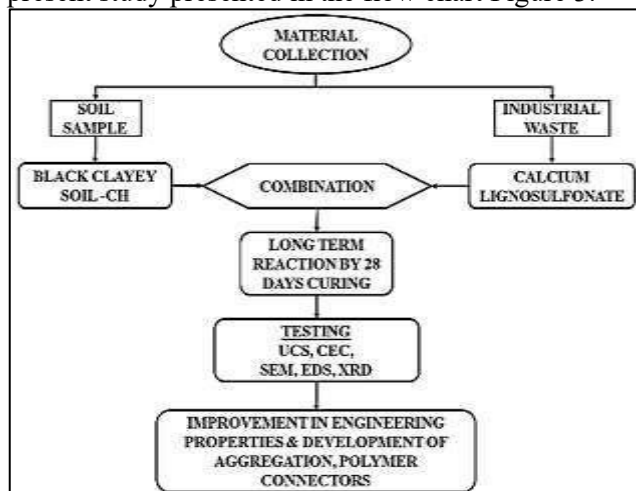 present study presented in the flow chart Figure 3.
MATERIAL
COLLECTION
SOIL
SAMPLE
INDUSTRIAL
WASTE
BLACK CLAYEY
SOIL-CH
COMBINATION
CALCIUM
LIGNOSULFONATE
LONG TERM
REACTION BY 28
DAYS CURING
TESTING
UCS, CEC,
SEM, EDS, XRD
IMPROVEMENT IN ENGINEERING
PROPERTIES & DEVELOPMENT OF
AGGREGATION, POLYMER
CONNECTORS